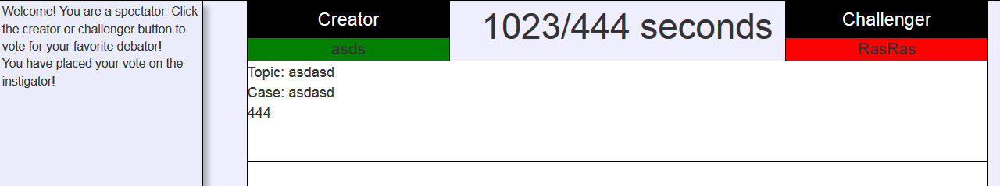 Welcome! You are a spectator. Click
the creator or challenger button to
vote for your favorite debator!
You have placed your vote on the
instigator!
Creator
asds
1023/444 seconds
Challenger
RasRas
Topic: asdasd
Case: asdasd
444